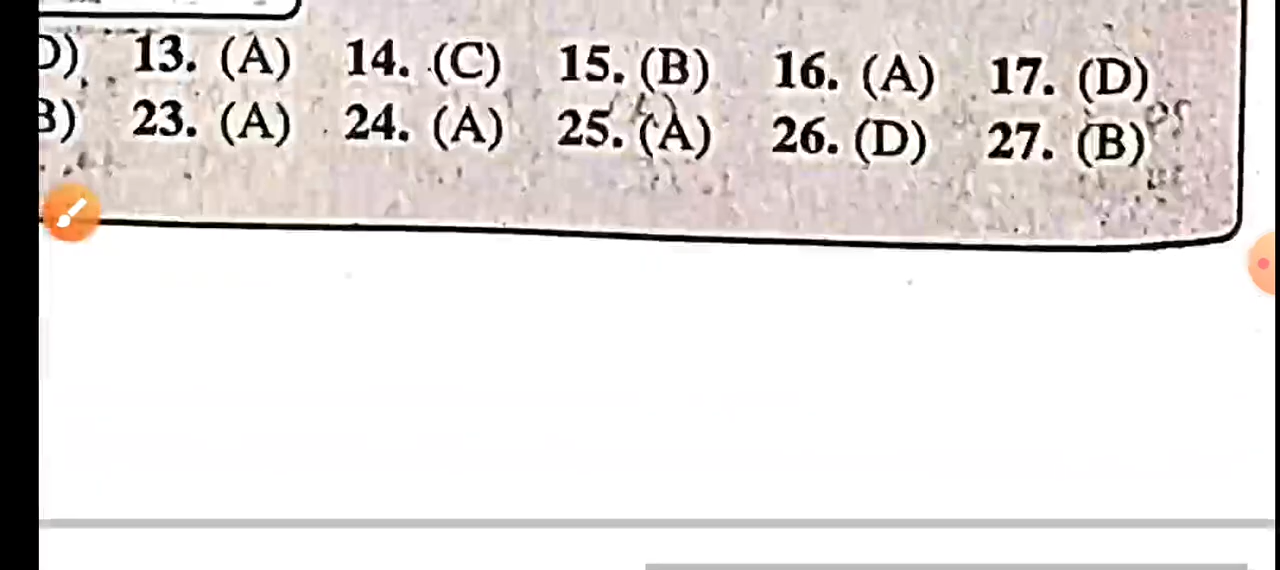 D) 13. (A) 14. (C) 15. (B) 16. (A) 17. (D)
B) 23. (A) 24. (A) 25. (A) 26. (D) 27. (B)